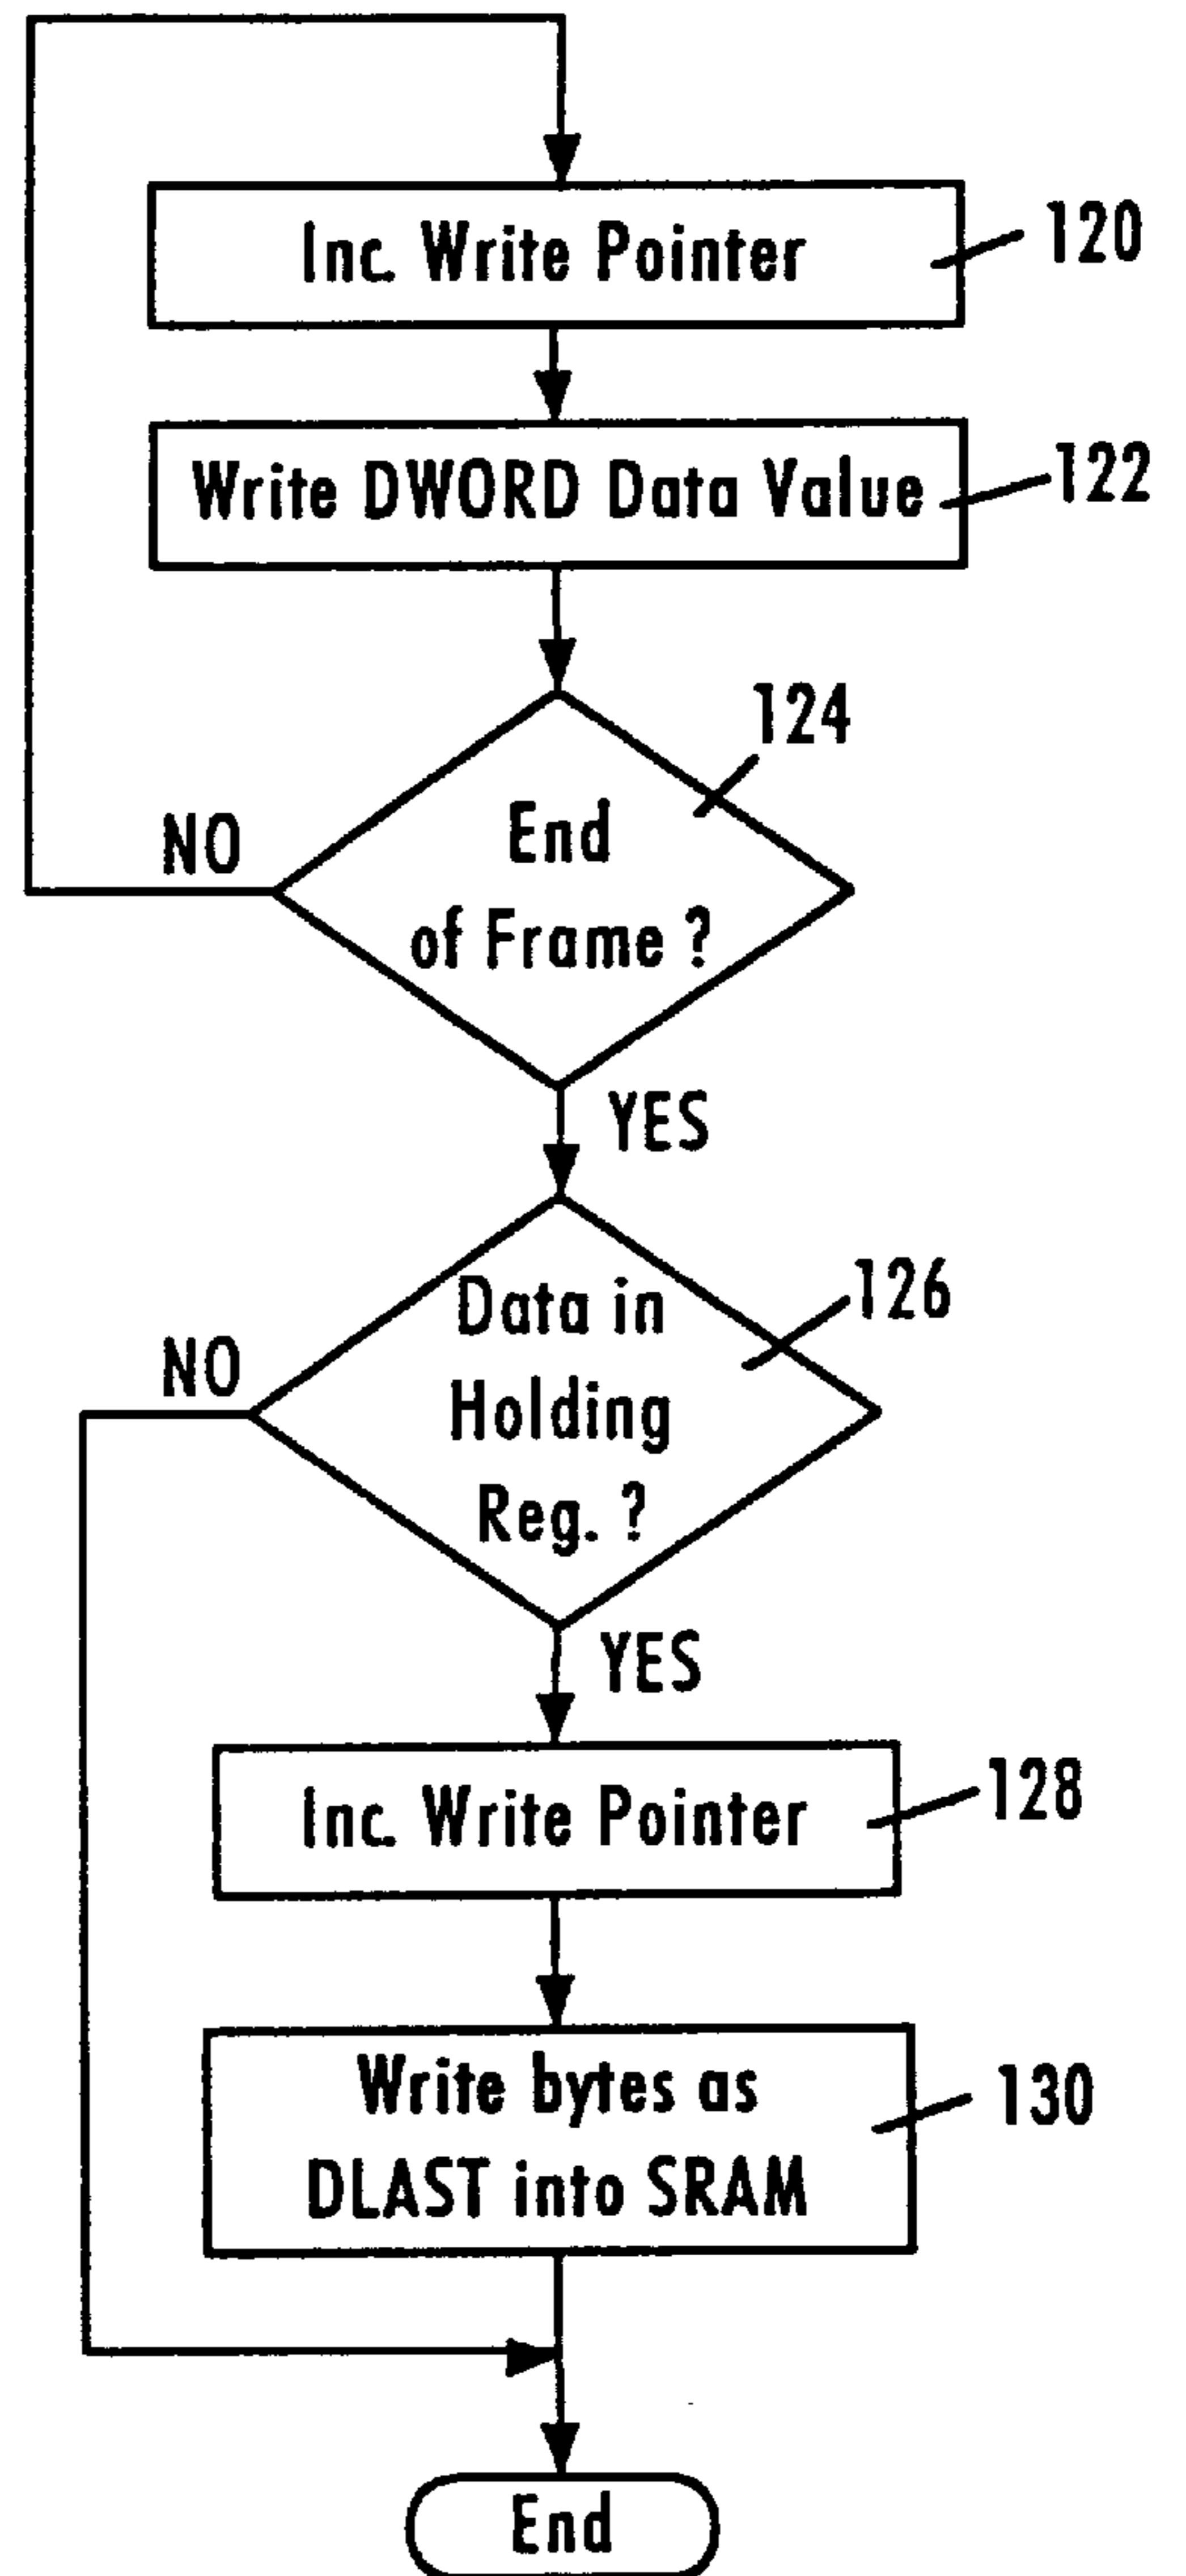 Inc. Write Pointer
120
Write DWORD Data Value
122
124
End
of Frame ?
NO
YES
126
Data in
Holding
Reg. ?
NO
YES
Inc. Write Pointer
128
Write bytes as
DLAST into SRAM
130
End